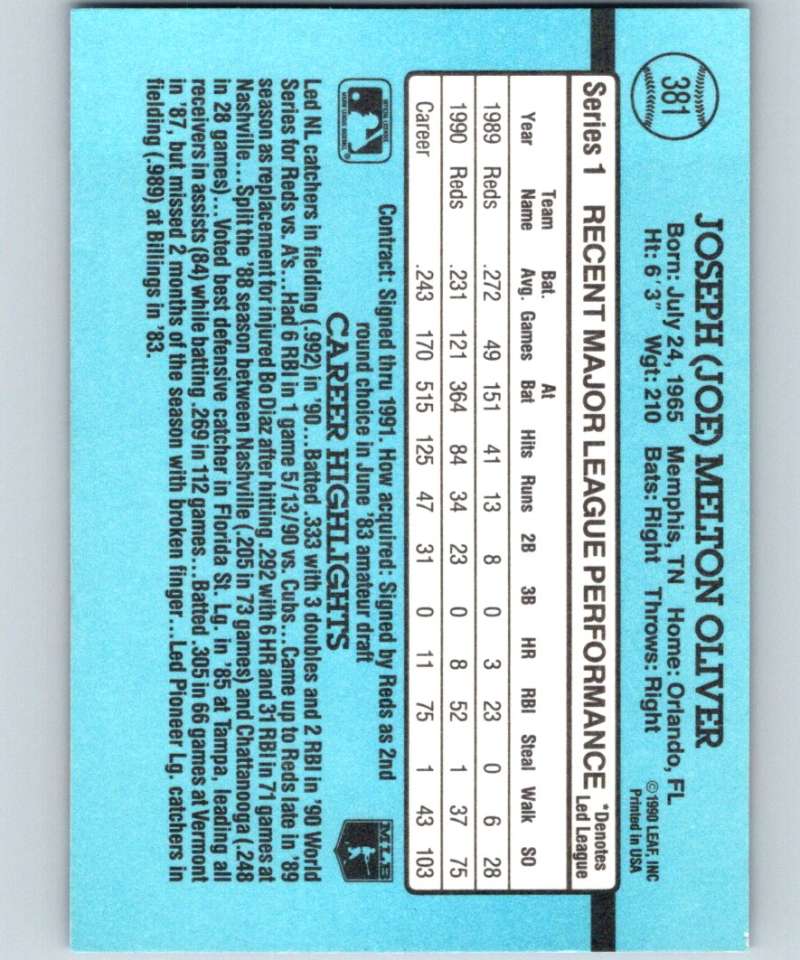 381
JOSEPH (JOE) MELTON OLIVER
Born: July 24, 1965 Memphis, TN Home: Orlando, FL
Ht: 6'3" Wgt: 210 Bats: Right Throws: Right
©1990 LEAF, INC
Printed in USA
Series 1 RECENT MAJOR LEAGUE PERFORMANCE *Denotes Led League
Year Team Name Bat. Avg. Games At Bat Hits Runs 2B 3B HR RBI Steal Walk SO
1989 Reds .272 49 151 41 13 8 0 3 23 0 6 28
1990 Reds .231 121 364 84 34 23 0 8 52 1 37 75
Career .243 170 515 125 47 31 0 11 75 1 43 103
Contract: Signed thru 1991. How acquired: Signed by Reds as 2nd
round choice in June '83 amateur draft
CAREER HIGHLIGHTS
MLB
Led NL catchers in fielding (.992) in '90...Batted .333 with 3 doubles and 2 RBI in '90 World
Series for Reds vs. A's...Had 6 RBI in 1 game 5/13/90 vs. Cubs...Came up to Reds late in '89
season as replacement for injured Bo Diaz after hitting .292 with 6 HR and 31 RBI in 71 games at
Nashville...Split the '88 season between Nashville (.205 in 73 games) and Chattanooga (.248
in 28 games)...Voted best defensive catcher in Florida St. Lg. in '85 at Tampa, leading all
receivers in assists (84) while batting .269 in 112 games...Batted .305 in 66 games at Vermont
in '87, but missed 2 months of the season with broken finger...Led Pioneer Lg. catchers in
fielding (.989) at Billings in '83.